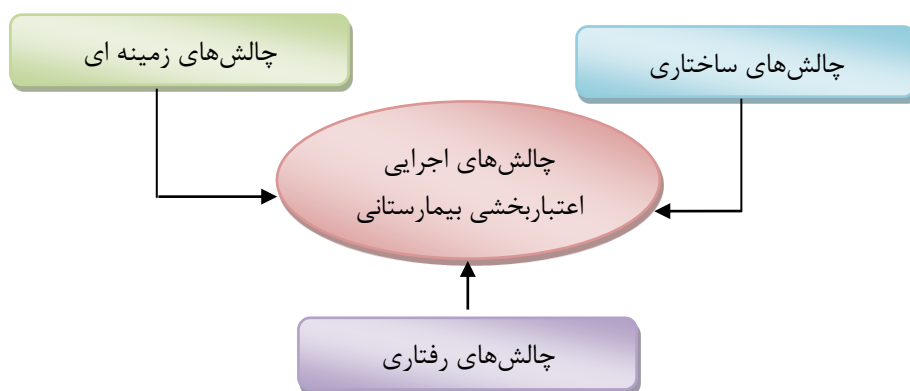 چالش‌های ساختاری
چالش‌های زمینه ای
چالش‌های اجرایی
اعتباربخشی بیمارستانی
چالش‌های رفتاری